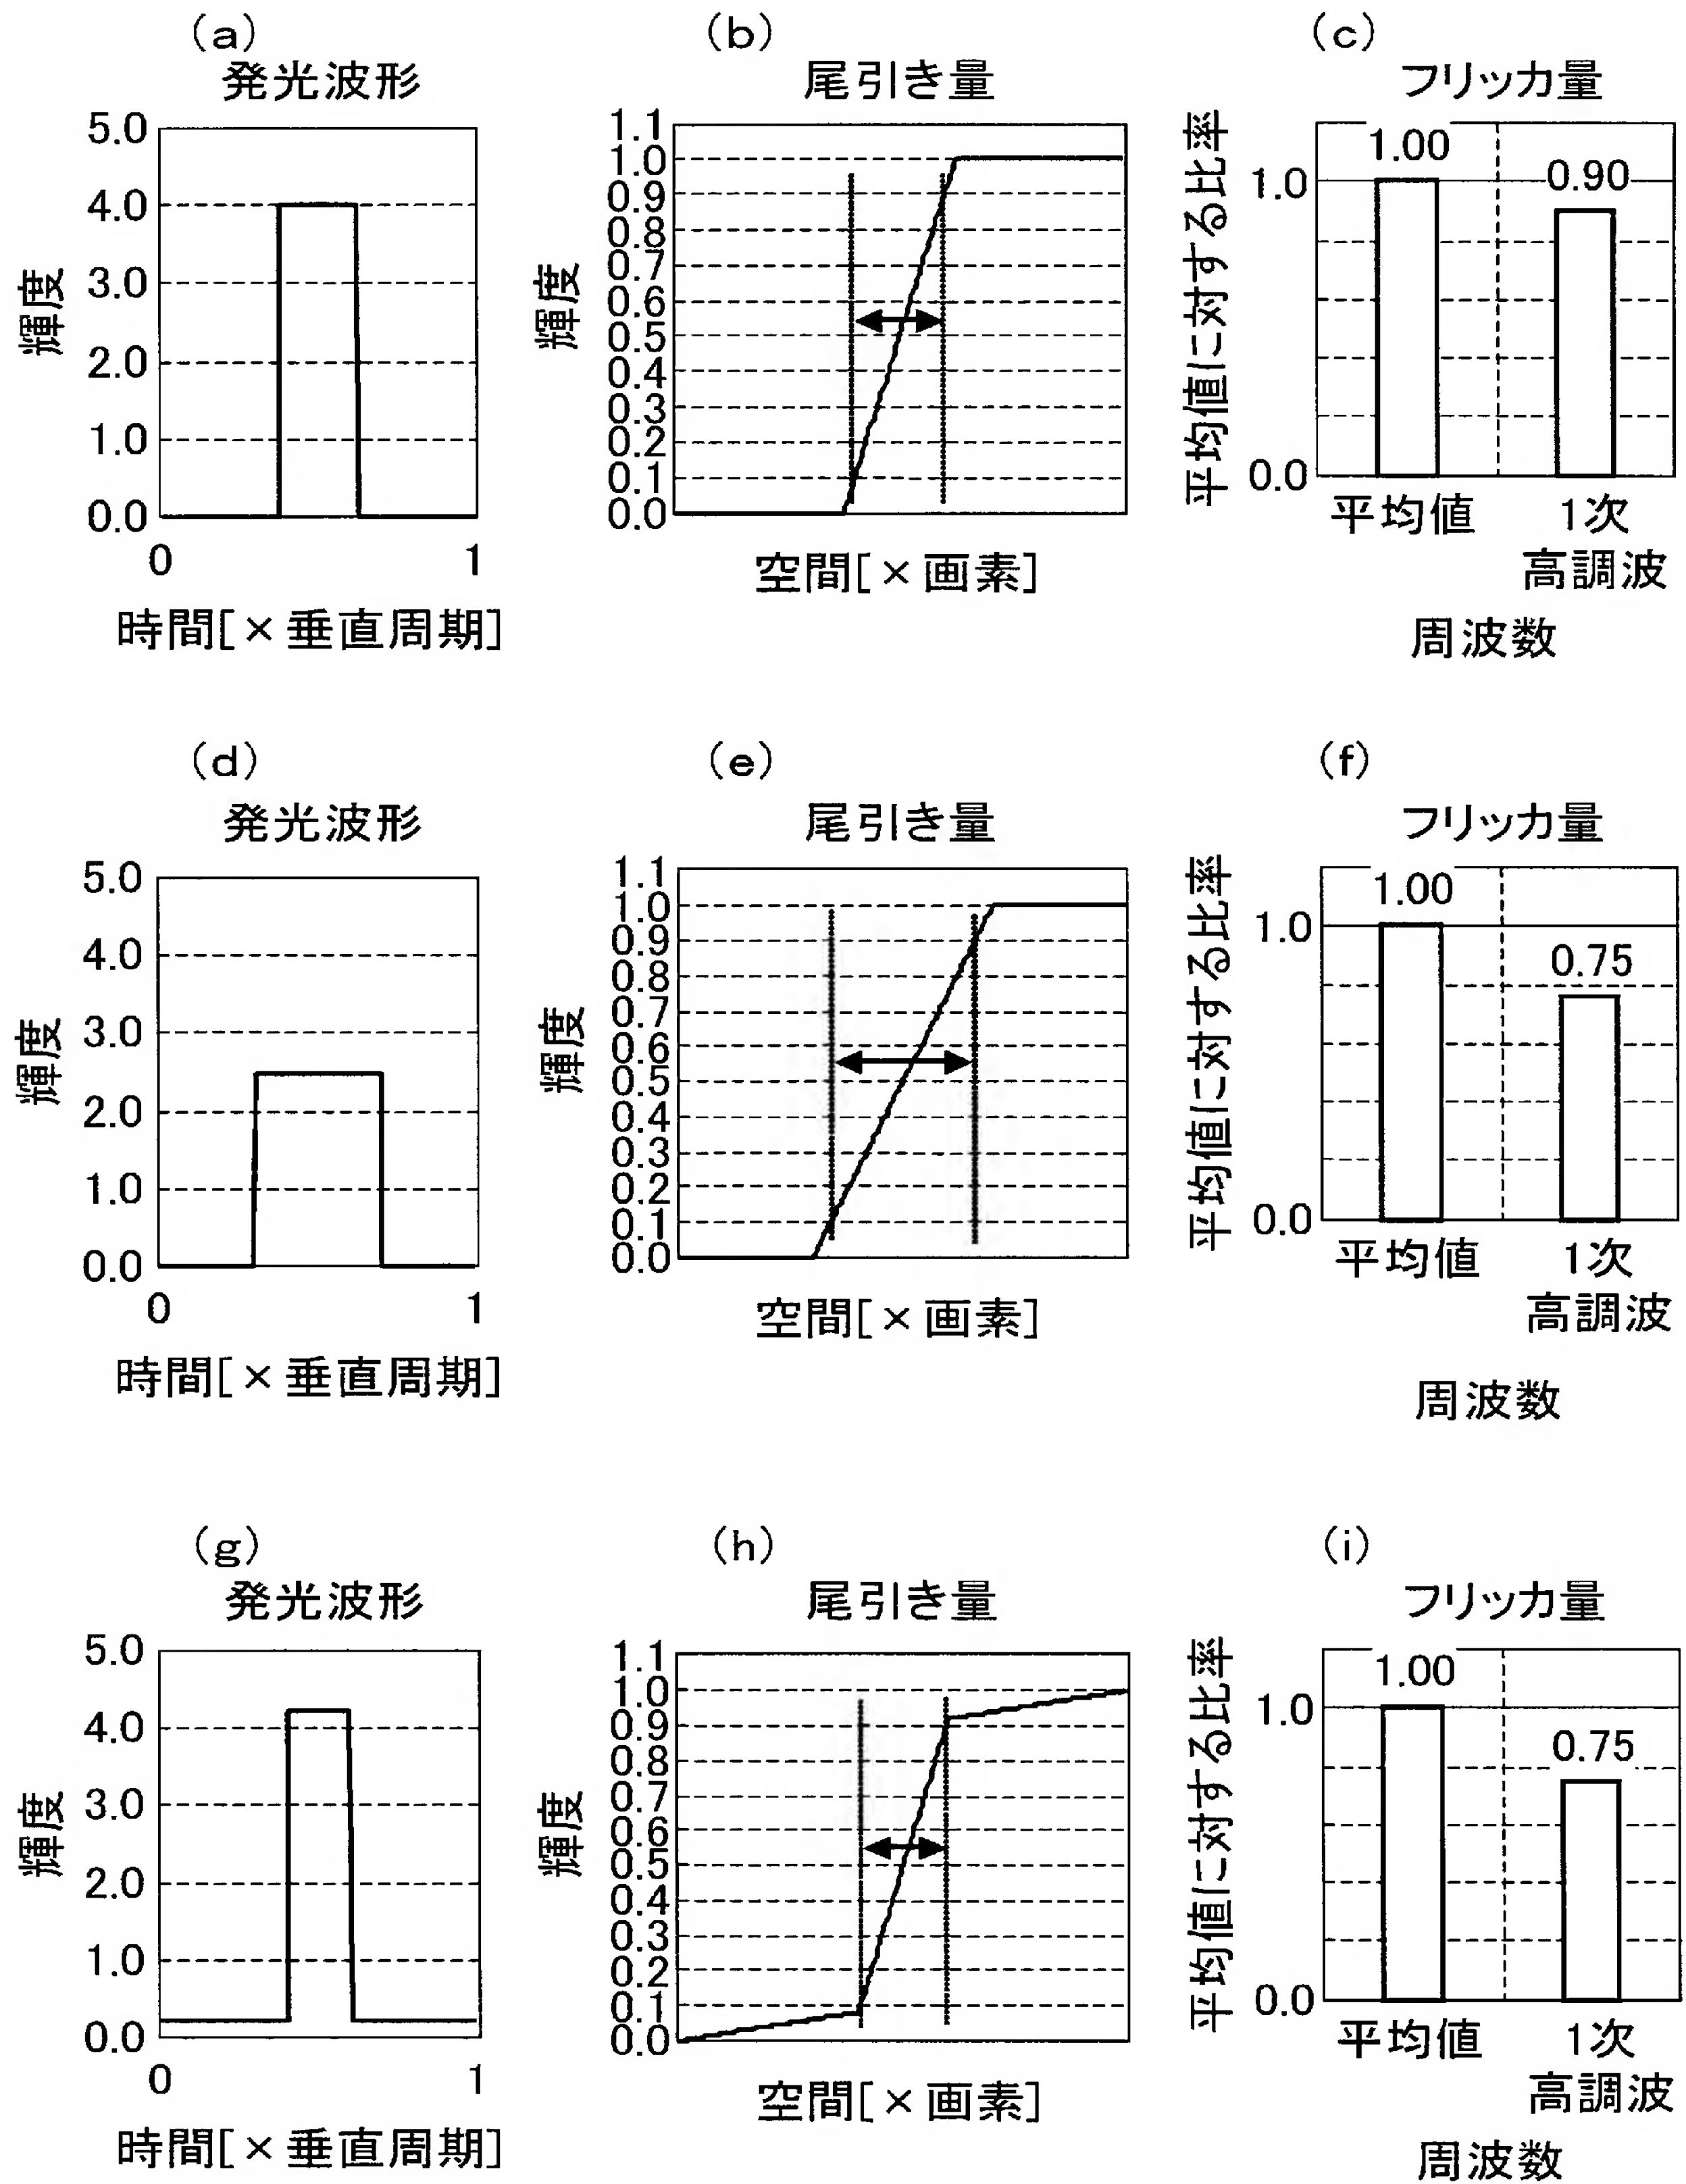 (a)
発光波形
5.0
4.0
3.0
2.0
1.0
0.0
輝度
0 1
時間[×垂直周期]
(b)
尾引き量
1.1
1.0
0.9
0.8
0.7
0.6
0.5
0.4
0.3
0.2
0.1
0.0
輝度
空間[×画素]
(c)
フリッカ量
平均値に対する比率
1.00
0.90
1.0
0.0
平均値 1次
高調波
周波数
(d)
発光波形
5.0
4.0
3.0
2.0
1.0
0.0
輝度
0 1
時間[×垂直周期]
(e)
尾引き量
1.1
1.0
0.9
0.8
0.7
0.6
0.5
0.4
0.3
0.2
0.1
0.0
輝度
空間[×画素]
(f)
フリッカ量
平均値に対する比率
1.00
0.75
1.0
0.0
平均値 1次
高調波
周波数
(g)
発光波形
5.0
4.0
3.0
2.0
1.0
0.0
輝度
0 1
時間[×垂直周期]
(h)
尾引き量
1.1
1.0
0.9
0.8
0.7
0.6
0.5
0.4
0.3
0.2
0.1
0.0
輝度
空間[×画素]
(i)
フリッカ量
平均値に対する比率
1.00
0.75
1.0
0.0
平均値 1次
高調波
周波数